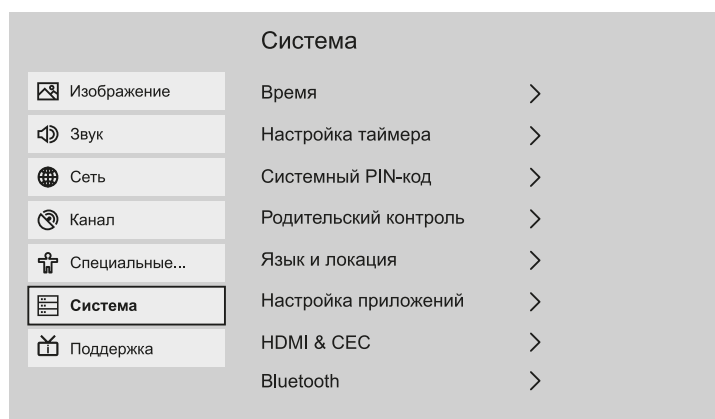 Система
Изображение
Звук
Сеть
Канал
Специальные...
Система
Поддержка
Время
Настройка таймера
Системный PIN-код
Родительский контроль
Язык и локация
Настройка приложений
HDMI & CEC
Bluetooth